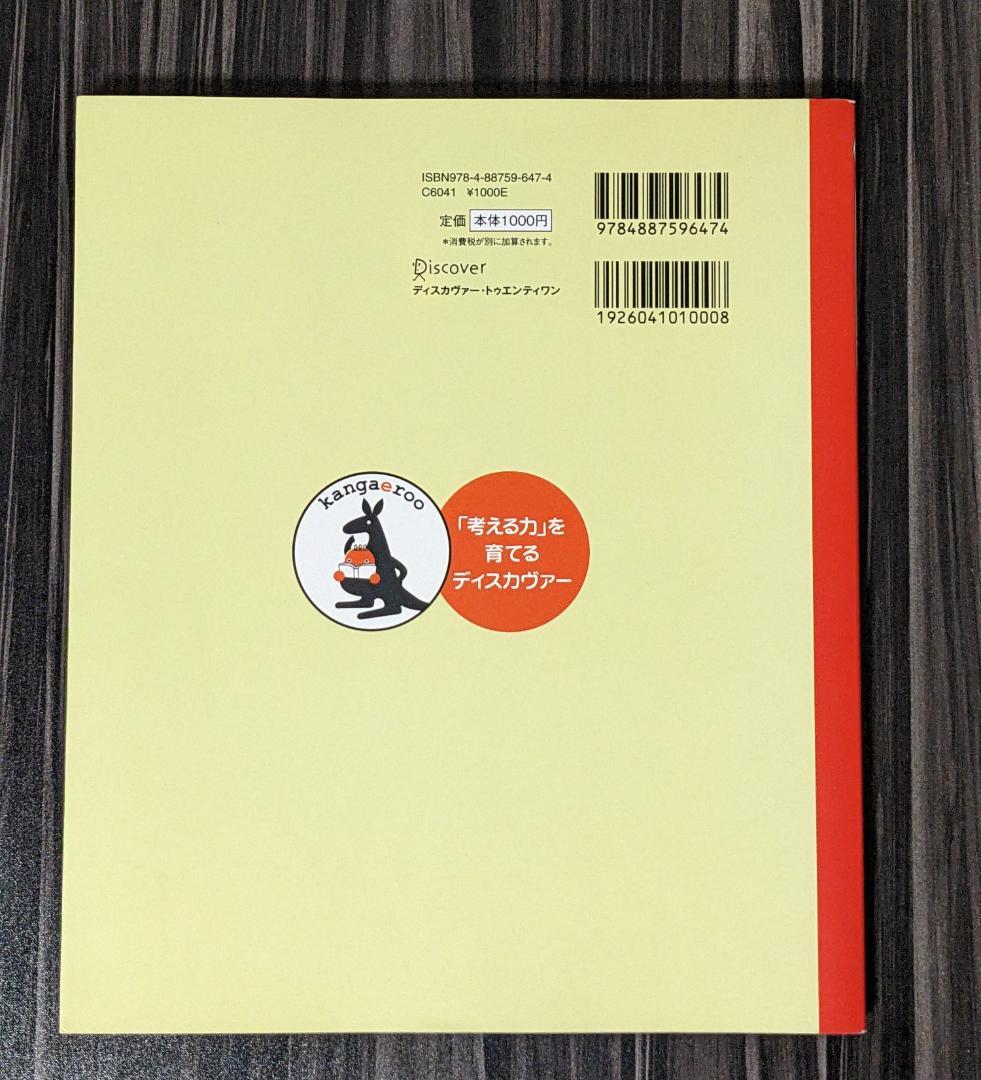 ISBN978-4-88759-647-4
C6041 ¥1000E
定価 本体1000円
*消費税が別に加算されます。
Discover
ディスカヴァー・トゥエンティワン
9784887596474
1926041010008
kangaeroo
「考える力」を
育てる
ディスカヴァー